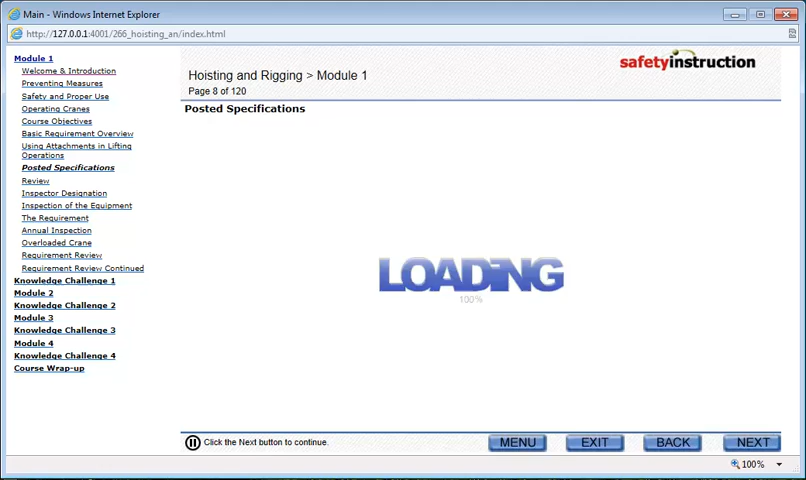 Main - Windows Internet Explorer
http://127.0.0.1:4001/266_hoisting_an/index.html
Module 1
Welcome & Introduction
Preventing Measures
Safety and Proper Use
Operating Cranes
Course Objectives
Basic Requirement Overview
Using Attachments in Lifting
Operations
Posted Specifications
Review
Inspector Designation
Inspection of the Equipment
The Requirement
Annual Inspection
Overloaded Crane
Requirement Review
Requirement Review Continued
Knowledge Challenge 1
Module 2
Knowledge Challenge 2
Module 3
Knowledge Challenge 3
Module 4
Knowledge Challenge 4
Course Wrap-up
safetyinstruction
Hoisting and Rigging > Module 1
Page 8 of 120
Posted Specifications
LOADING
100%
Click the Next button to continue.
MENU
EXIT
BACK
NEXT
100%